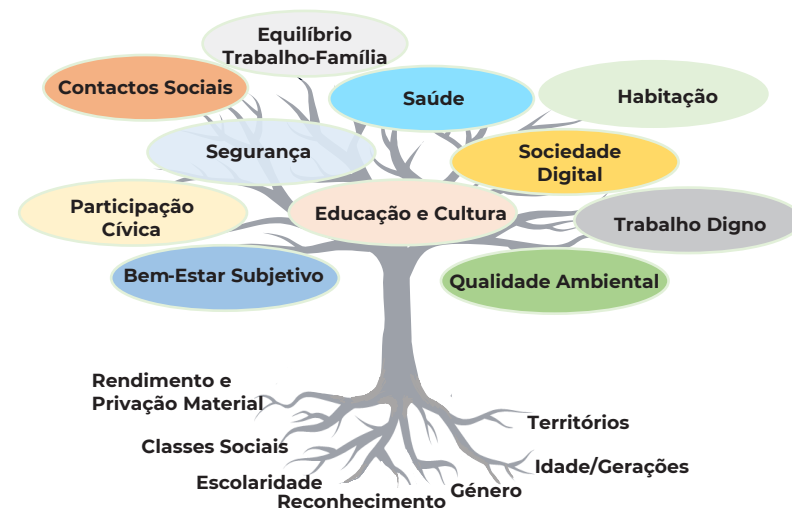 Equilíbrio
Trabalho-Família
Contactos Sociais
Saúde
Habitação
Segurança
Sociedade
Digital
Participação
Cívica
Educação e Cultura
Trabalho Digno
Bem-Estar Subjetivo
Qualidade Ambiental
Rendimento e
Privação Material
Territórios
Classes Sociais
Idade/Gerações
Escolaridade
Género
Reconhecimento